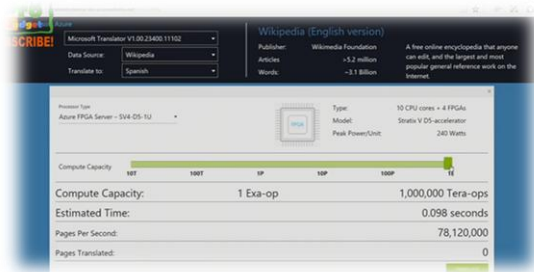 Azure
gadget
SCRIBE!
Microsoft Translator V1.00.23400.11102
Data Source: Wikipedia
Translate to: Spanish
Wikipedia (English version)
Publisher: Wikimedia Foundation
Articles >5.2 million
Words: ~3.1 Billion
A free online encyclopedia that anyone
can edit, and the largest and most
popular general reference work on the
Internet.
Processor Type
Azure FPGA Server – SV4-D5-1U
FPGA
Type: 10 CPU cores + 4 FPGAs
Model: Stratix V D5-accelerator
Peak Power/Unit: 240 Watts
Compute Capacity
10T 100T 1P 10P 100P 1E
Compute Capacity: 1 Exa-op 1,000,000 Tera-ops
Estimated Time: 0.098 seconds
Pages Per Second: 78,120,000
Pages Translated: 0